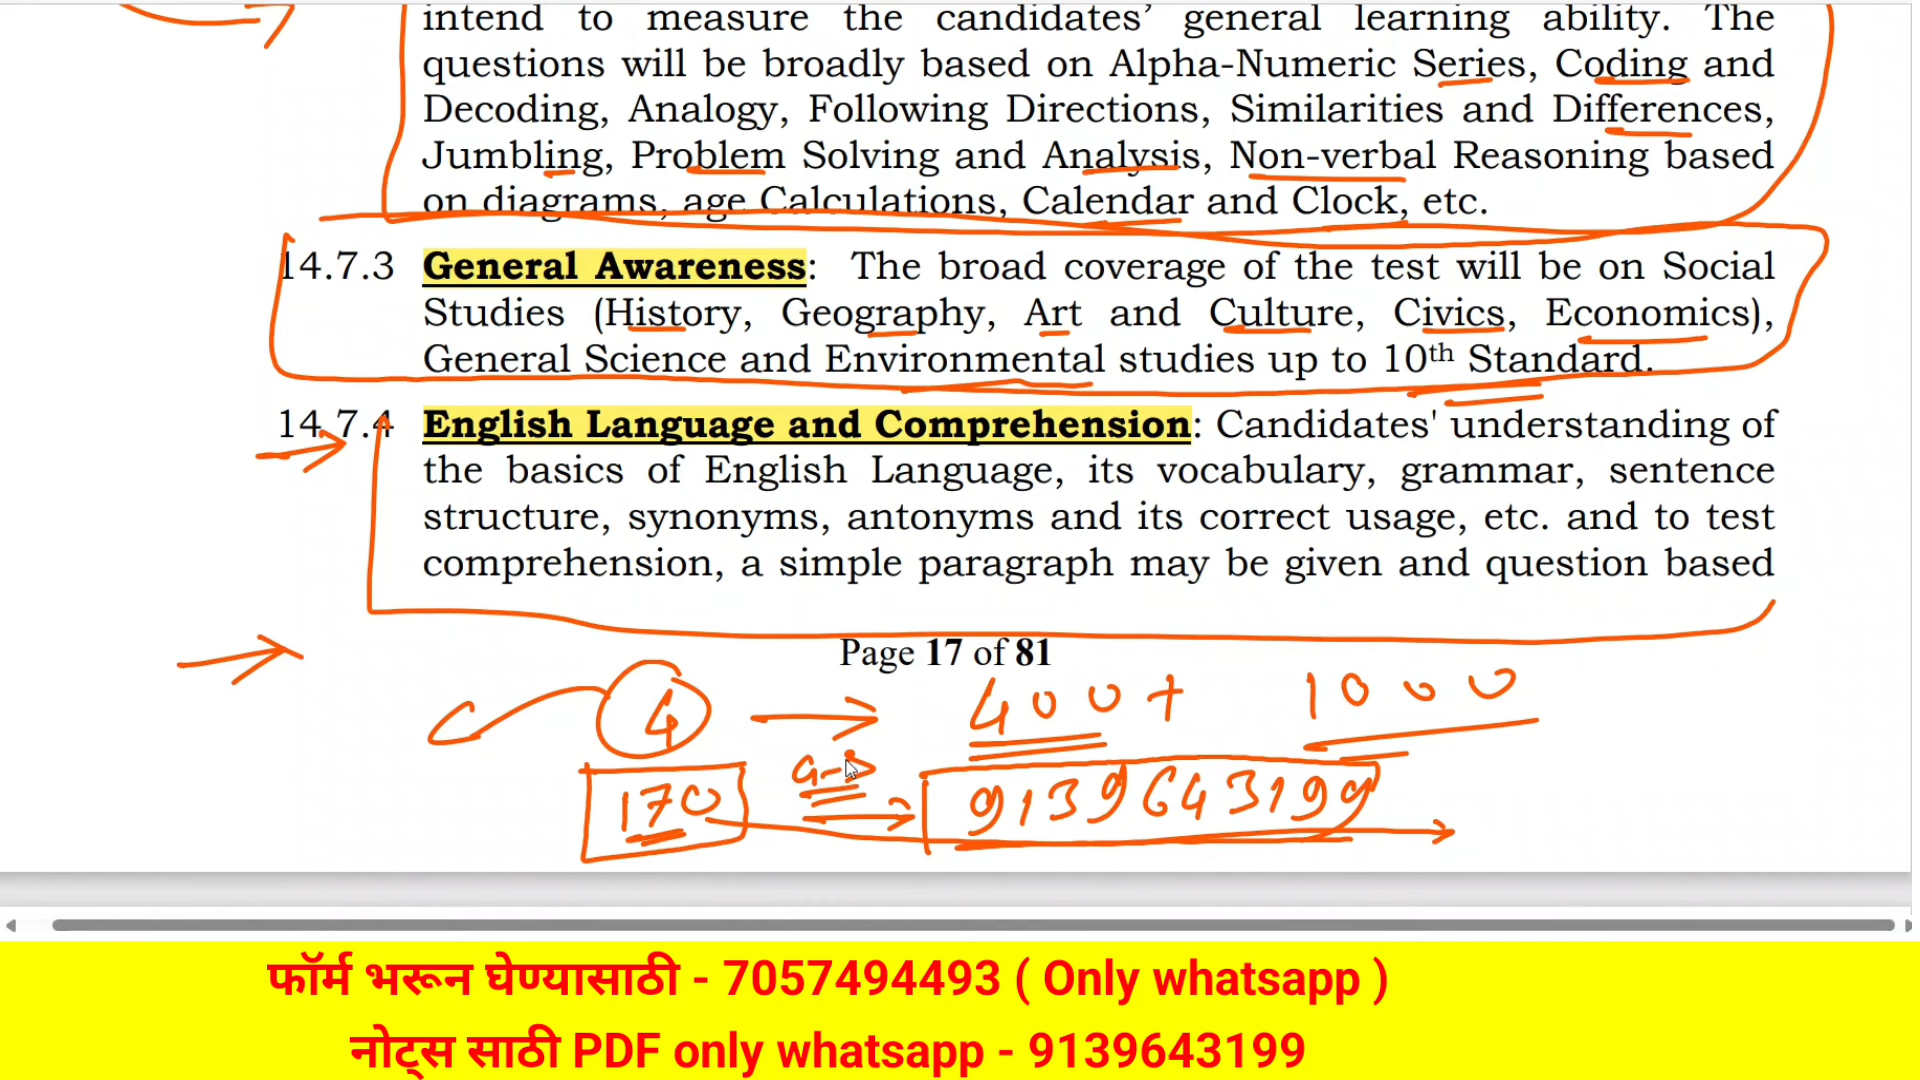 intend to measure the candidates’ general learning ability. The
questions will be broadly based on Alpha-Numeric Series, Coding and
Decoding, Analogy, Following Directions, Similarities and Differences,
Jumbling, Problem Solving and Analysis, Non-verbal Reasoning based
on diagrams, age Calculations, Calendar and Clock, etc.
14.7.3 General Awareness: The broad coverage of the test will be on Social
Studies (History, Geography, Art and Culture, Civics, Economics),
General Science and Environmental studies up to 10th Standard.
14.7.4 English Language and Comprehension: Candidates' understanding of
the basics of English Language, its vocabulary, grammar, sentence
structure, synonyms, antonyms and its correct usage, etc. and to test
comprehension, a simple paragraph may be given and question based
Page 17 of 81
4 400+ 1000
170 9139643199
फॉर्म भरून घेण्यासाठी - 7057494493 ( Only whatsapp )
नोट्स साठी PDF only whatsapp - 9139643199